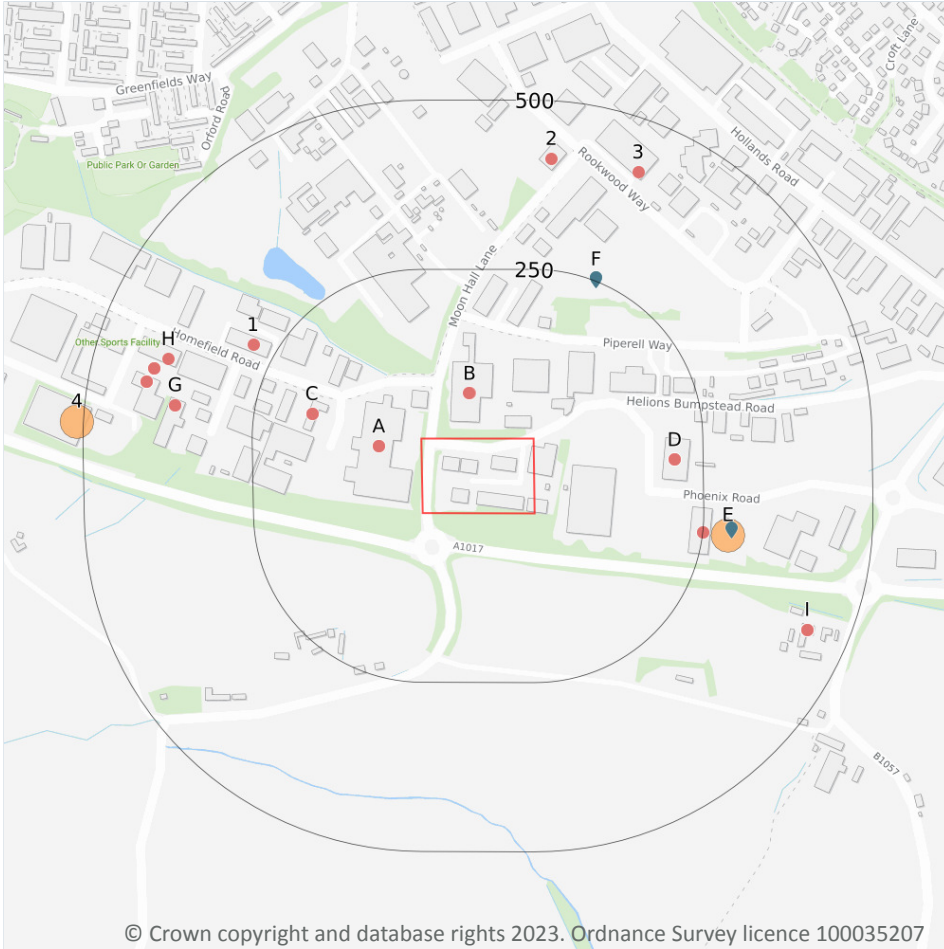 Greenfields Way
Orford Road
Croft Lane
500
Public Park Or Garden
2
3
Hollands Road
Rookwood Way
F
250
Moon Hall Lane
1
H
Other Sports Facility
Homefield Road
Piperell Way
B
G
C
4
Helions Bumpstead Road
A
D
Phoenix Road
E
A1017
I
B1057
© Crown copyright and database rights 2023. Ordnance Survey licence 100035207